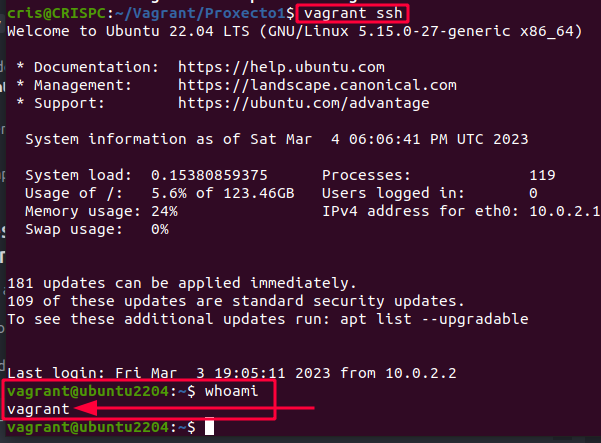 cris@CRISPC:~/Vagrant/Proxecto1$ vagrant ssh
Welcome to Ubuntu 22.04 LTS (GNU/Linux 5.15.0-27-generic x86_64)
* Documentation:  https://help.ubuntu.com
* Management:     https://landscape.canonical.com
* Support:        https://ubuntu.com/advantage
System information as of Sat Mar  4 06:06:41 PM UTC 2023
System load:  0.15380859375      Processes:             119
Usage of /:   5.6% of 123.46GB   Users logged in:       0
Memory usage: 24%                IPv4 address for eth0: 10.0.2.1
Swap usage:   0%
181 updates can be applied immediately.
109 of these updates are standard security updates.
To see these additional updates run: apt list --upgradable
Last login: Fri Mar  3 19:05:11 2023 from 10.0.2.2
vagrant@ubuntu2204:~$ whoami
vagrant
vagrant@ubuntu2204:~$